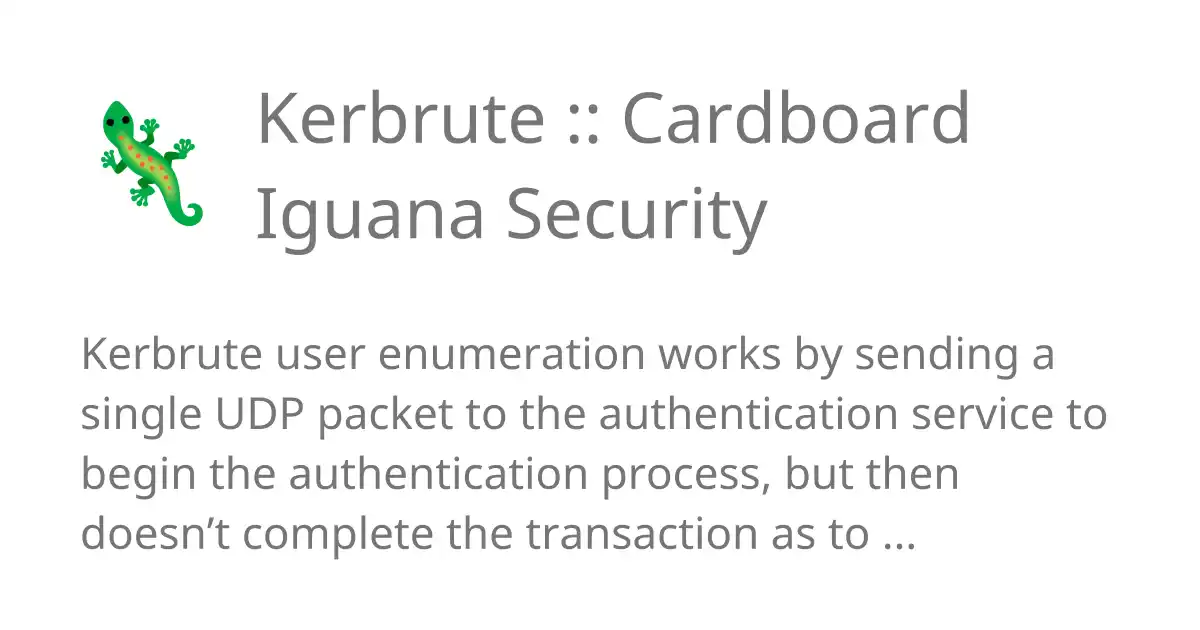 Kerbrute :: Cardboard
Iguana Security
Kerbrute user enumeration works by sending a
single UDP packet to the authentication service to
begin the authentication process, but then
doesn’t complete the transaction as to ...